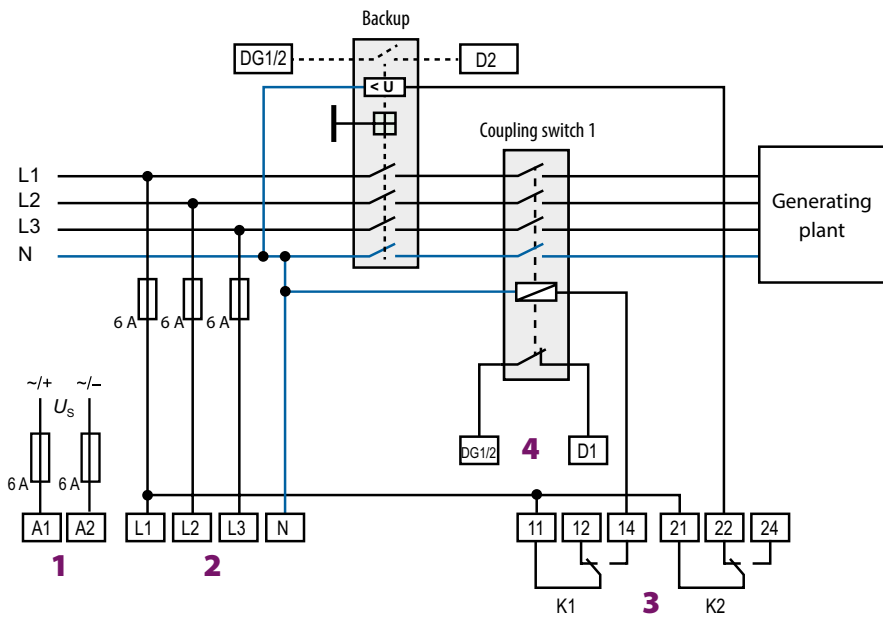 Backup
DG1/2
D2
< U
Coupling switch 1
L1
L2
L3
N
Generating
plant
6 A
6 A
6 A
~/+
~/–
US
DG1/2
4
D1
6 A
6 A
A1
A2
L1
L2
L3
N
11
12
14
21
22
24
1
2
3
K1
K2